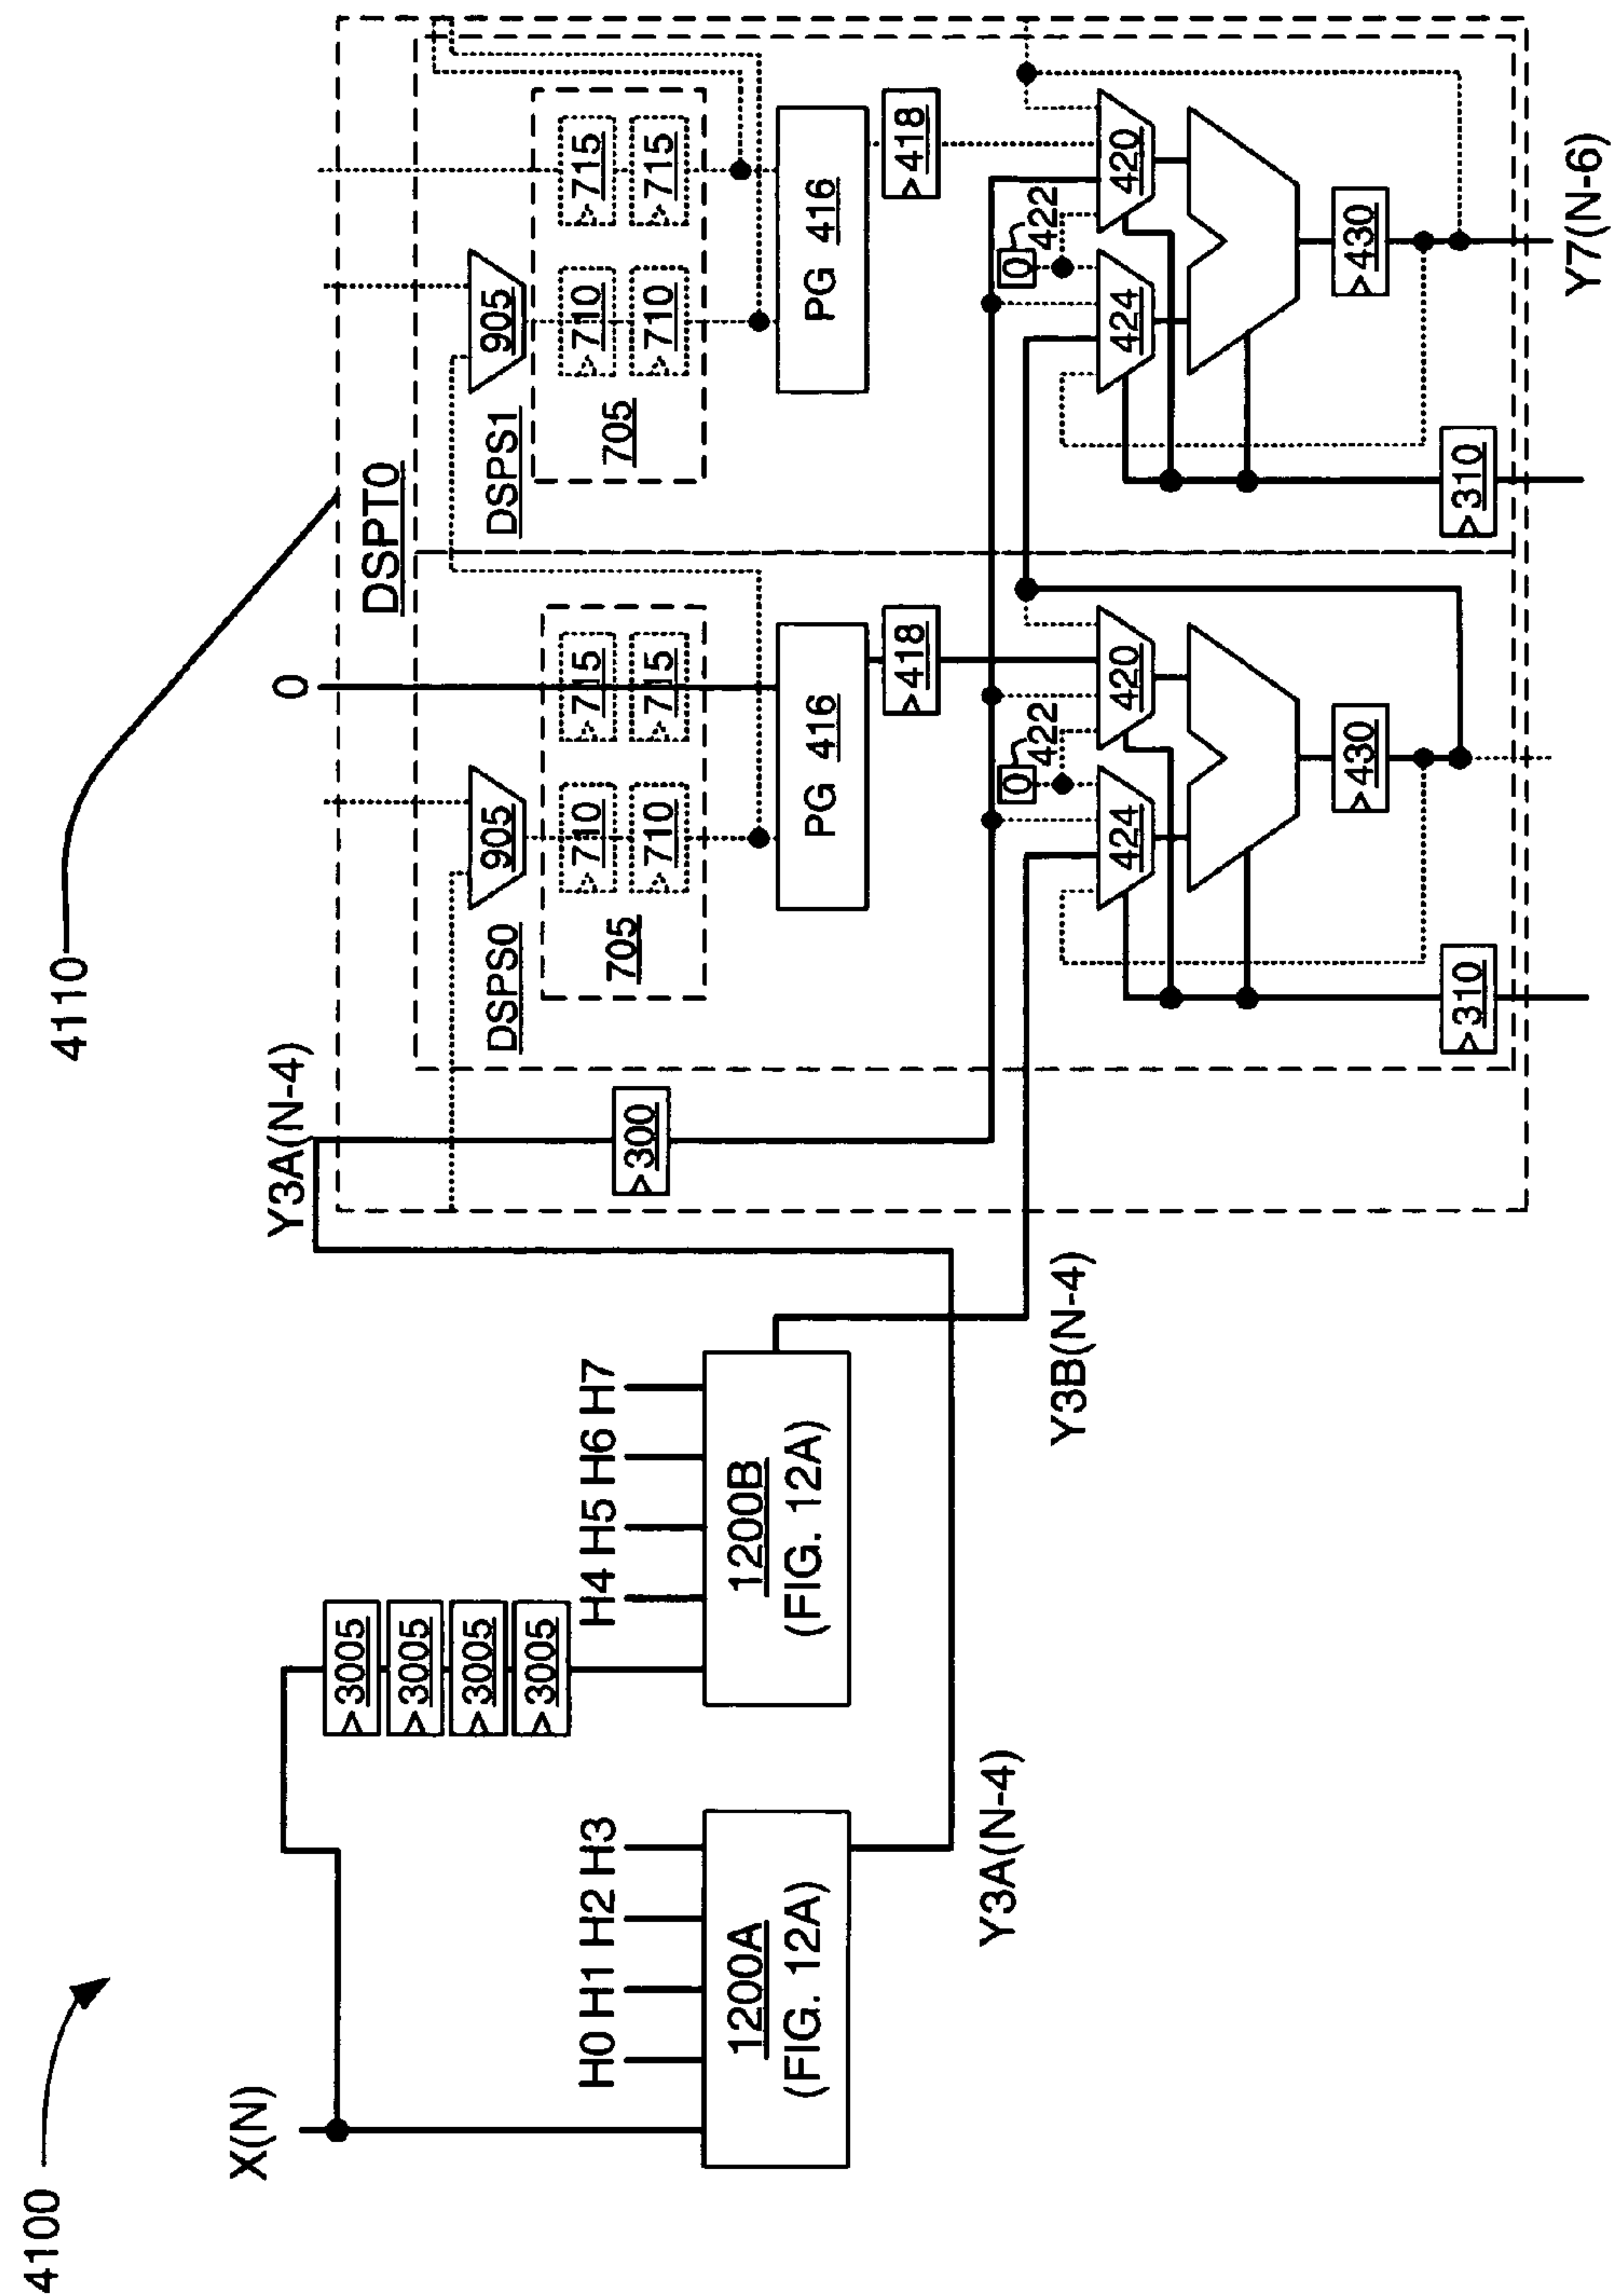 4100
4110
X(N)
>3005
>3005
>3005
>3005
H0 H1 H2 H3
H4 H5 H6 H7
1200A
(FIG. 12A)
1200B
(FIG. 12A)
Y3A(N-4)
Y3B(N-4)
Y3A(N-4)
0
DSPT0
>300
DSPS0
905
705
>710
>710
>715
>715
PG 416
>418
0
422
424
420
>430
>310
DSPS1
905
705
>710
>710
>715
>715
PG 416
>418
0
422
424
420
>430
>310
Y7(N-6)